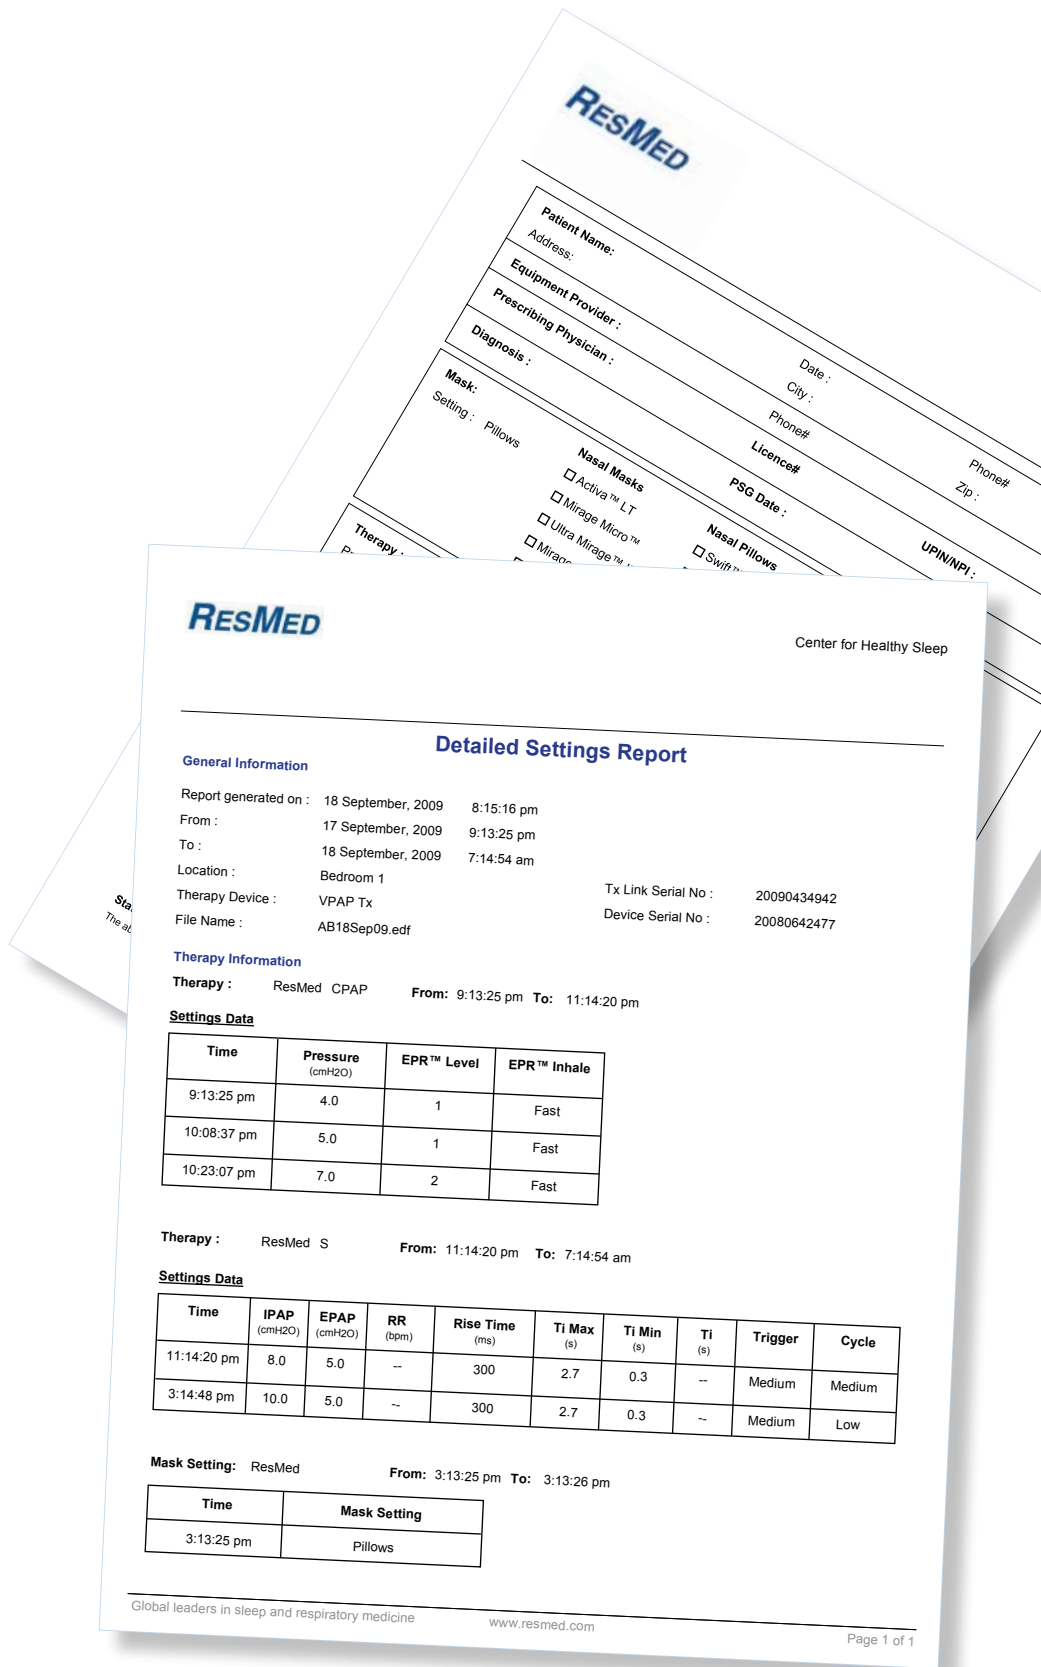 RESMED
Patient Name:
Address:
Date :
Phone#
City :
Zip :
Equipment Provider :
Phone#
Prescribing Physician :
Licence#
UPIN/NPI :
Diagnosis :
PSG Date :
Mask:
Setting : Pillows
Nasal Masks
Nasal Pillows
Activa™ LT
Swift
Mirage Micro™
Ultra Mirage™
Mirage
Therapy :
The
RESMED
Center for Healthy Sleep
Detailed Settings Report
General Information
Report generated on : 18 September, 2009 8:15:16 pm
From : 17 September, 2009 9:13:25 pm
To : 18 September, 2009 7:14:54 am
Location : Bedroom 1 Tx Link Serial No : 20090434942
Therapy Device : VPAP Tx Device Serial No : 20080642477
File Name : AB18Sep09.edf
Therapy Information
Therapy : ResMed CPAP From: 9:13:25 pm To: 11:14:20 pm
Settings Data
Time Pressure EPR™ Level EPR™ Inhale
(cmH2O)
9:13:25 pm 4.0 1 Fast
10:08:37 pm 5.0 1 Fast
10:23:07 pm 7.0 2 Fast
Therapy : ResMed S From: 11:14:20 pm To: 7:14:54 am
Settings Data
Time IPAP EPAP RR Rise Time Ti Max Ti Min Ti Trigger Cycle
(cmH2O) (cmH2O) (bpm) (ms) (s) (s) (s)
11:14:20 pm 8.0 5.0 -- 300 2.7 0.3 -- Medium Medium
3:14:48 pm 10.0 5.0 -- 300 2.7 0.3 -- Medium Low
Mask Setting: ResMed From: 3:13:25 pm To: 3:13:26 pm
Time Mask Setting
3:13:25 pm Pillows
Global leaders in sleep and respiratory medicine www.resmed.com Page 1 of 1